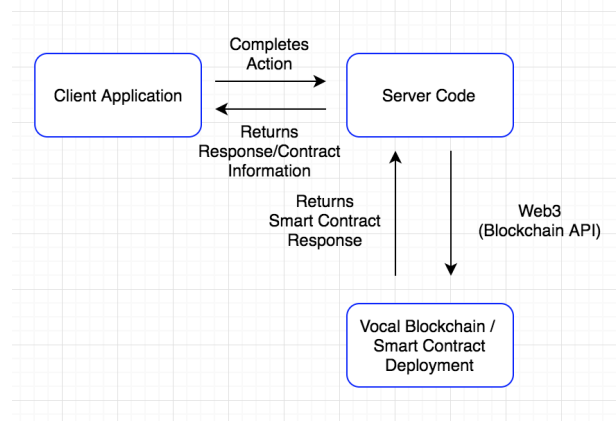 Completes
Action
Client Application
Server Code
Returns
Response/Contract
Information
Returns
Smart Contract
Response
Web3
(Blockchain API)
Vocal Blockchain /
Smart Contract
Deployment